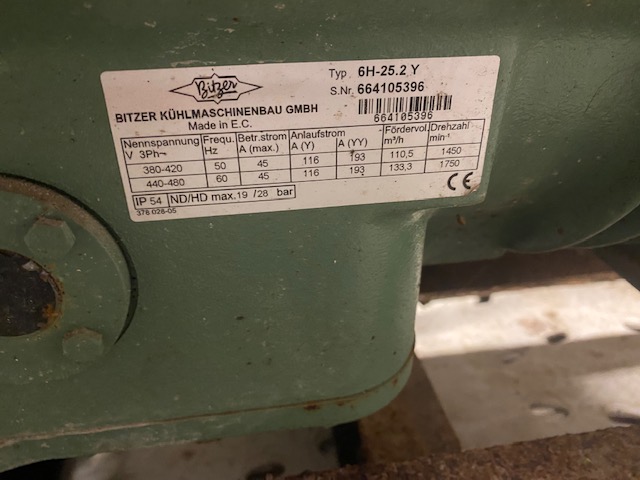 Bitzer
Typ 6H-25.2 Y
S.Nr. 664105396
664105396
BITZER KÜHLMASCHINENBAU GMBH
Made in E.C.
Nennspannung Frequ. Betr.strom Anlaufstrom Fördervol. Drehzahl
V 3Ph~ Hz A (max.) A (Y) A (YY) m³/h min⁻¹
380-420 50 45 116 193 110,5 1450
440-480 60 45 116 193 133,3 1750
IP 54 ND/HD max.19 /28 bar CE
378 028-05